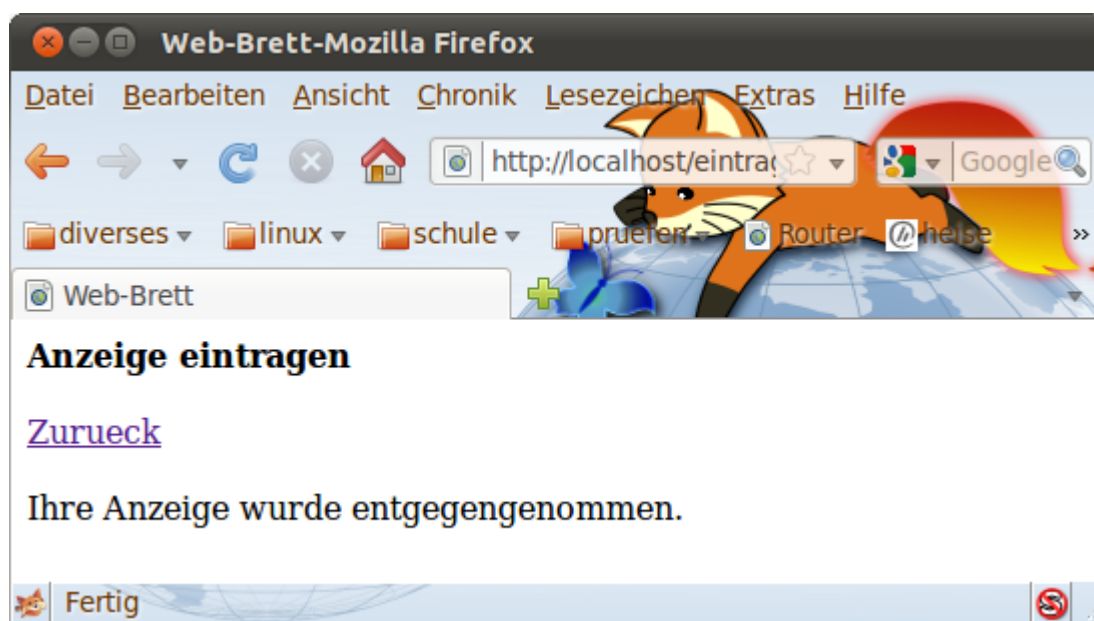 Web-Brett-Mozilla Firefox
Datei Bearbeiten Ansicht Chronik Lesezeichen Extras Hilfe
http://localhost/eintrag Google
diverses linux schule pruefen Router heise »
Web-Brett
Anzeige eintragen
Zurueck
Ihre Anzeige wurde entgegengenommen.
Fertig